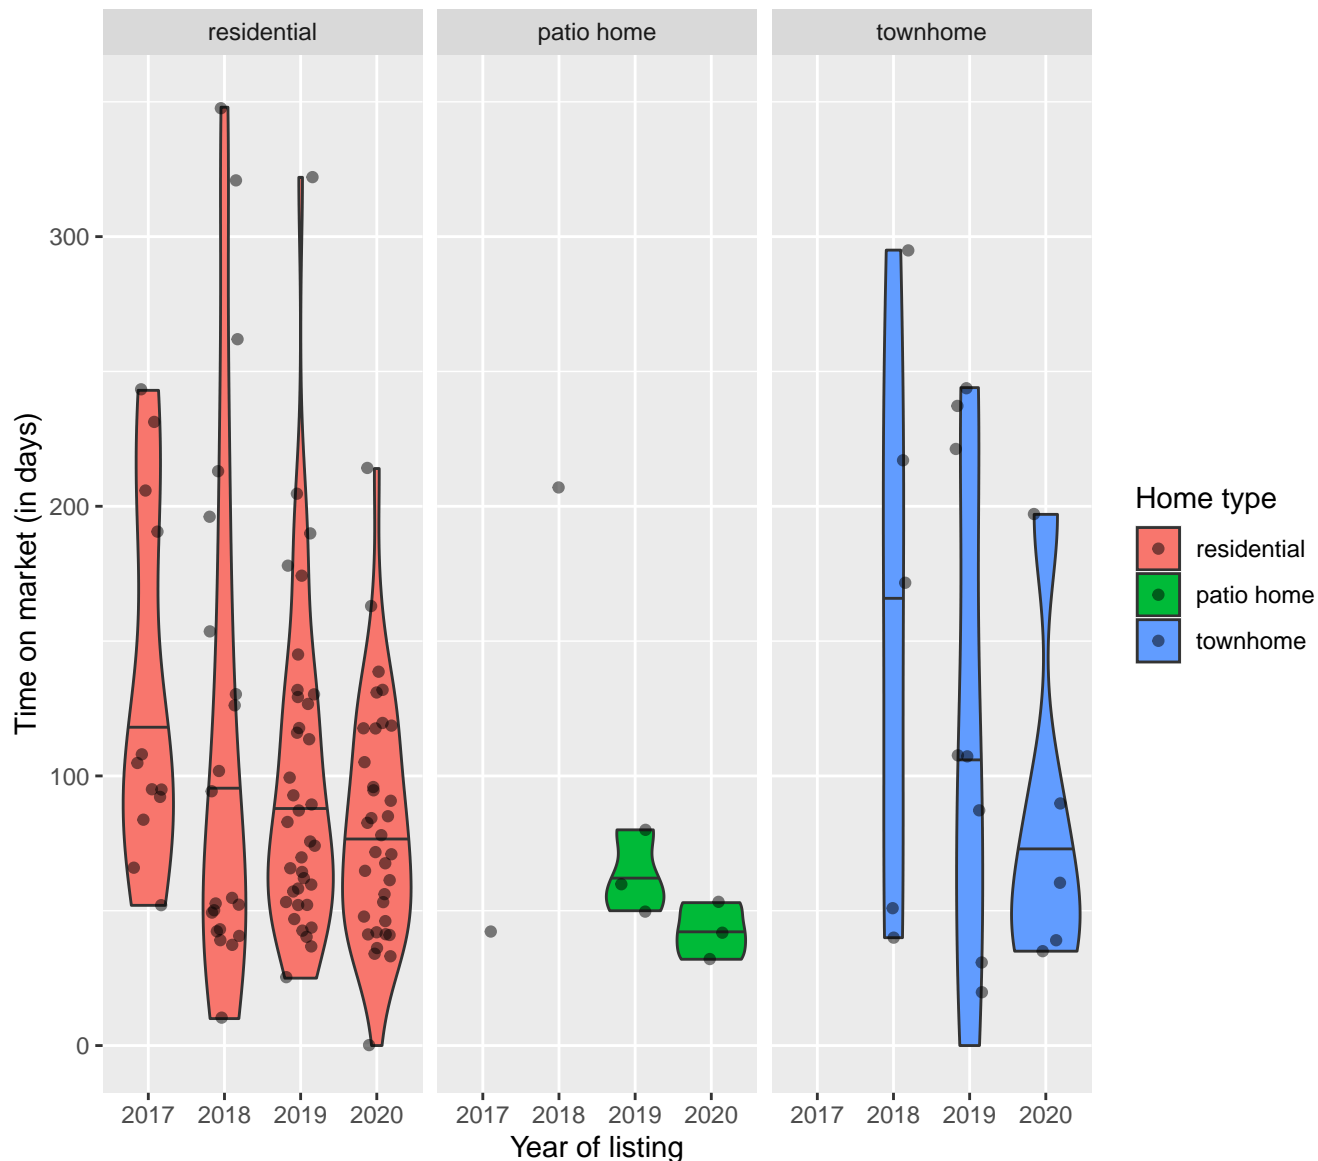 residential patio home townhome
300
200
100
0
Time on market (in days)
2017 2018 2019 2020 2017 2018 2019 2020 2017 2018 2019 2020
Year of listing
Home type
residential
patio home
townhome